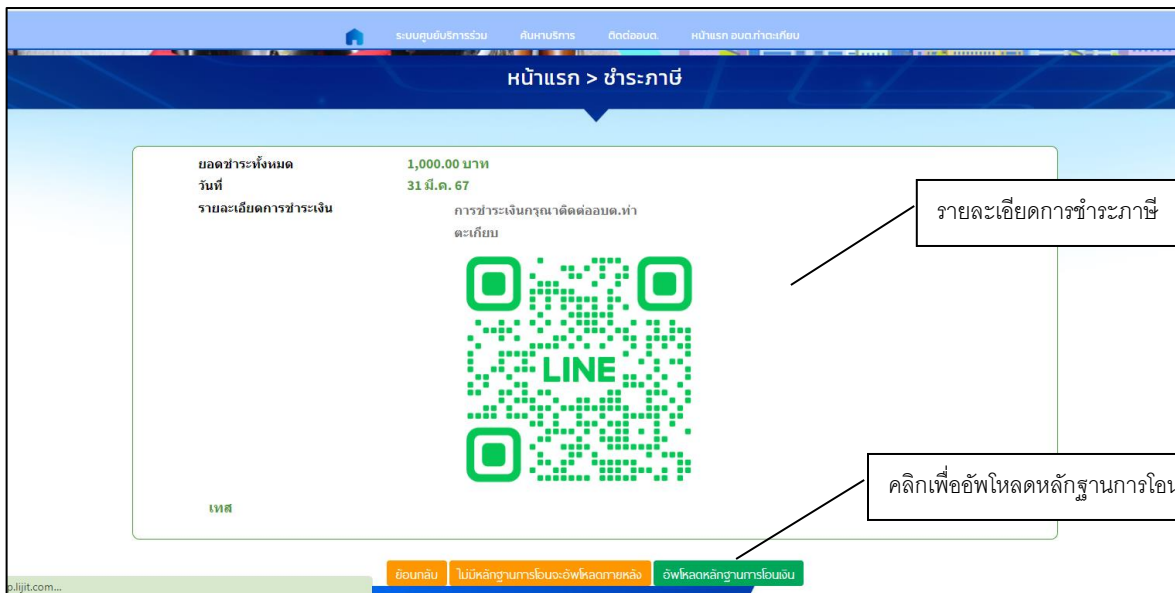 ระบบศูนย์บริการร่วม ค้นหาบริการ ติดต่ออบต. หน้าแรก อบต.ท่าตะเกียบ
หน้าแรก > ชำระภาษี
ยอดชำระทั้งหมด 1,000.00 บาท
วันที่ 31 มี.ค. 67
รายละเอียดการชำระเงิน การชำระเงินกรุณาติดต่ออบต.ท่า
ตะเกียบ
รายละเอียดการชำระภาษี
LINE
คลิกเพื่ออัพโหลดหลักฐานการโอน
เทส
ย้อนกลับ ไม่มีหลักฐานการโอนจะอัพโหลดภายหลัง อัพโหลดหลักฐานการโอนเงิน
o.lijit.com...